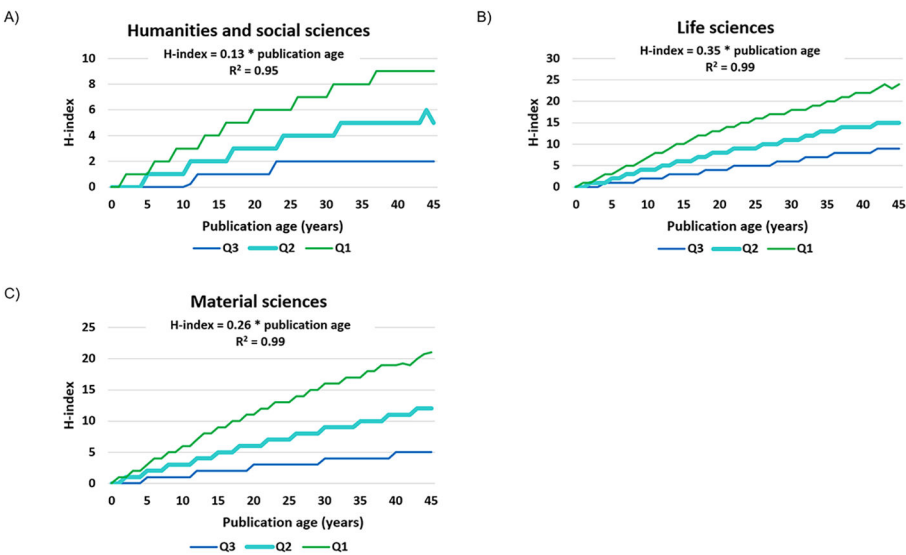 A)
Humanities and social sciences
H-index = 0.13 * publication age
R² = 0.95
10
8
6
4
2
0
H-index
0 5 10 15 20 25 30 35 40 45
Publication age (years)
Q3 Q2 Q1
B)
Life sciences
H-index = 0.35 * publication age
R² = 0.99
30
25
20
15
10
5
0
H-index
0 5 10 15 20 25 30 35 40 45
Publication age (years)
Q3 Q2 Q1
C)
Material sciences
H-index = 0.26 * publication age
R² = 0.99
25
20
15
10
5
0
H-index
0 5 10 15 20 25 30 35 40 45
Publication age (years)
Q3 Q2 Q1